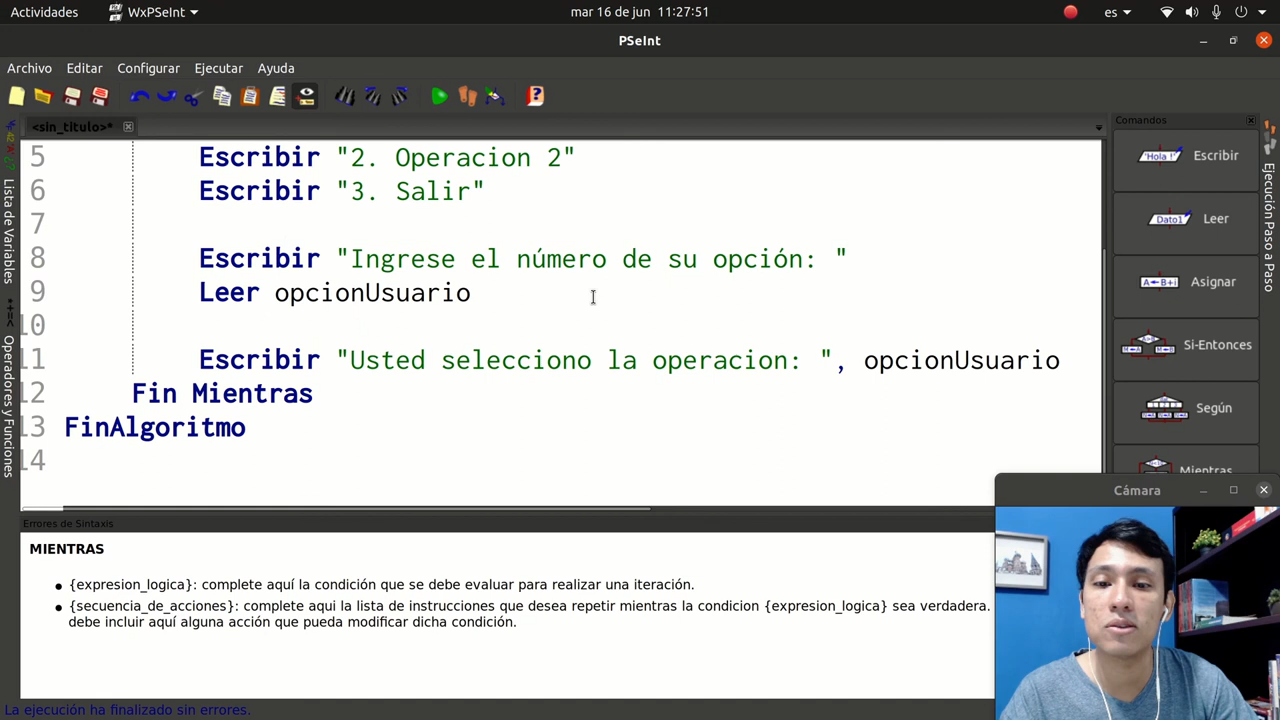 Actividades
WxPSeInt
mar 16 de jun 11:27:51
es
PSeInt
Archivo
Editar
Configurar
Ejecutar
Ayuda
<sin_titulo>*
Comandos
Lista de Variables
Operadores y Funciones
5 Escribir "2. Operacion 2"
6 Escribir "3. Salir"
7
8 Escribir "Ingrese el número de su opción: "
9 Leer opcionUsuario
10
11 Escribir "Usted selecciono la operacion: ", opcionUsuario
12 Fin Mientras
13 FinAlgoritmo
14
'Hola !' Escribir
Dato1 Leer
A←B+i Asignar
Si-Entonces
Según
Mientras
Ejecución Paso a Paso
Errores de Sintaxis
MIENTRAS
• {expresion_logica}: complete aquí la condición que se debe evaluar para realizar una iteración.
• {secuencia_de_acciones}: complete aqui la lista de instrucciones que desea repetir mientras la condicion {expresion_logica} sea verdadera.
debe incluir aquí alguna acción que pueda modificar dicha condición.
Cámara
La ejecución ha finalizado sin errores.